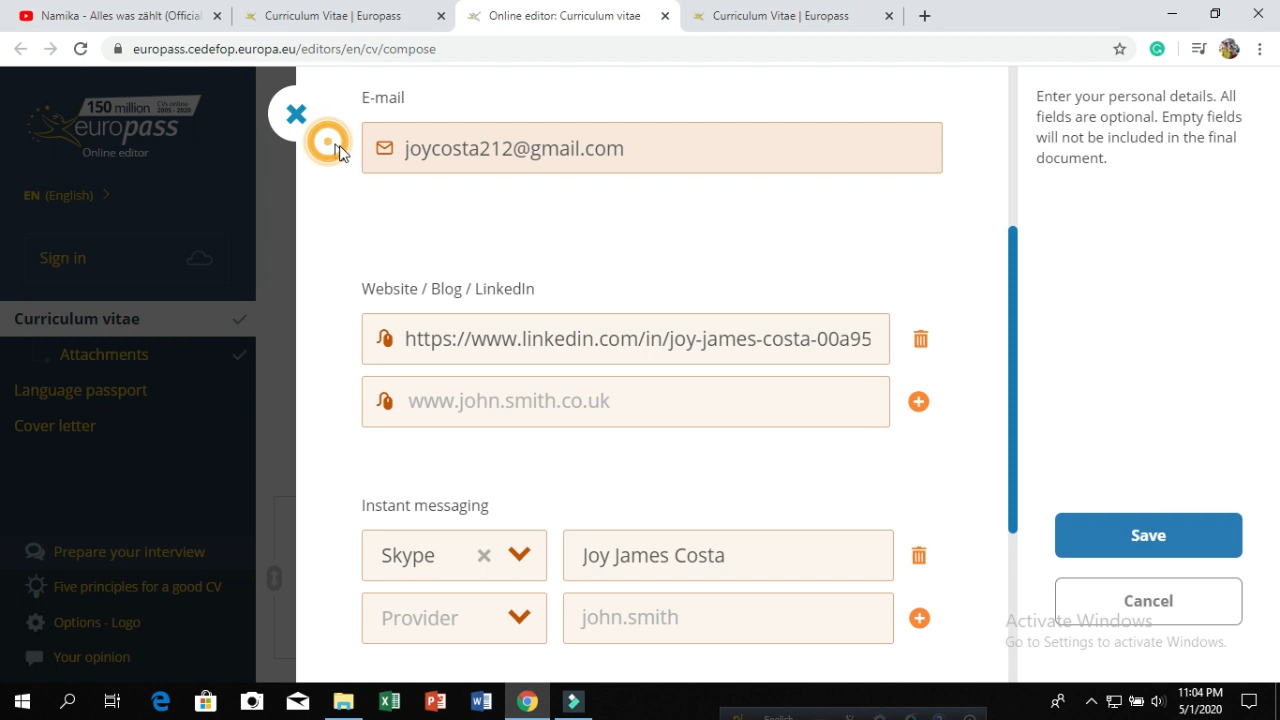 Namika - Alles was zählt (Official
Curriculum Vitae | Europass
Online editor: Curriculum vitae
Curriculum Vitae | Europass
europass.cedefop.europa.eu/editors/en/cv/compose
150 million CVs online 2005 - 2020
europass
Online editor
EN (English)
Sign in
Curriculum vitae
Attachments
Language passport
Cover letter
Prepare your interview
Five principles for a good CV
Options - Logo
Your opinion
E-mail
joycosta212@gmail.com
Website / Blog / LinkedIn
https://www.linkedin.com/in/joy-james-costa-00a95
www.john.smith.co.uk
Instant messaging
Skype
Joy James Costa
Provider
john.smith
Enter your personal details. All
fields are optional. Empty fields
will not be included in the final
document.
Save
Cancel
Activate Windows
Go to Settings to activate Windows.
English
11:04 PM
5/1/2020